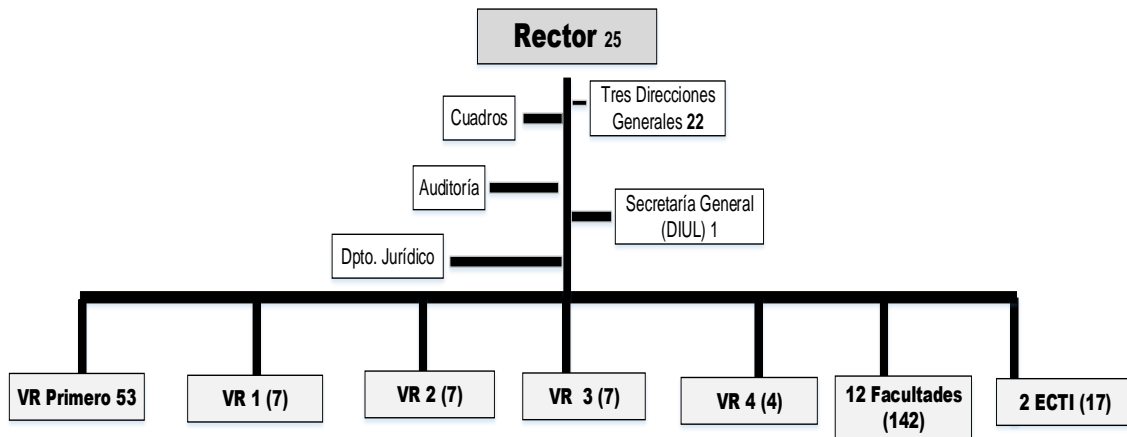 Rector 25
Tres Direcciones
Generales 22
Cuadros
Auditoría
Secretaría General
(DIUL) 1
Dpto. Jurídico
VR Primero 53
VR 1 (7)
VR 2 (7)
VR 3 (7)
VR 4 (4)
12 Facultades
(142)
2 ECTI (17)